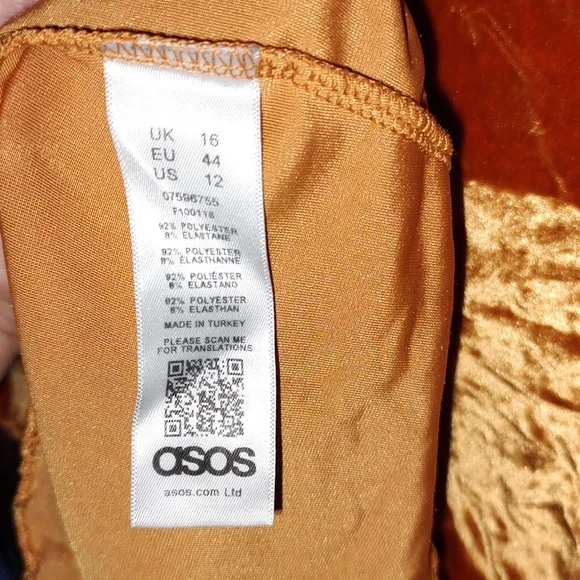 UK 16
EU 44
US 12
07596755
F100118
92% POLYESTER
8% ELASTANE
92% POLYESTER
8% ÉLASTHANNE
92% POLIÉSTER
8% ELASTANO
92% POLYESTER
8% ELASTHAN
MADE IN TURKEY
PLEASE SCAN ME
FOR TRANSLATIONS
asos
asos.com Ltd